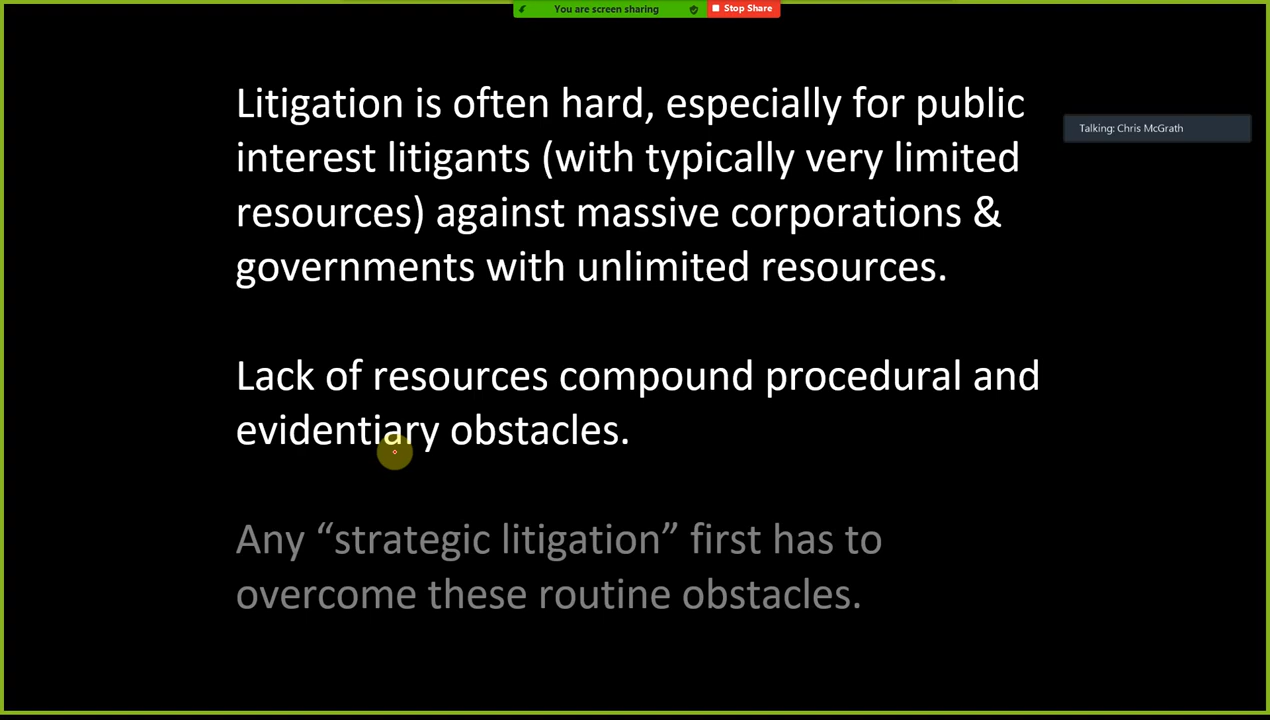 You are screen sharing
Stop Share
Litigation is often hard, especially for public
Talking: Chris McGrath
interest litigants (with typically very limited
resources) against massive corporations &
governments with unlimited resources.
Lack of resources compound procedural and
evidentiary obstacles.
Any “strategic litigation” first has to
overcome these routine obstacles.